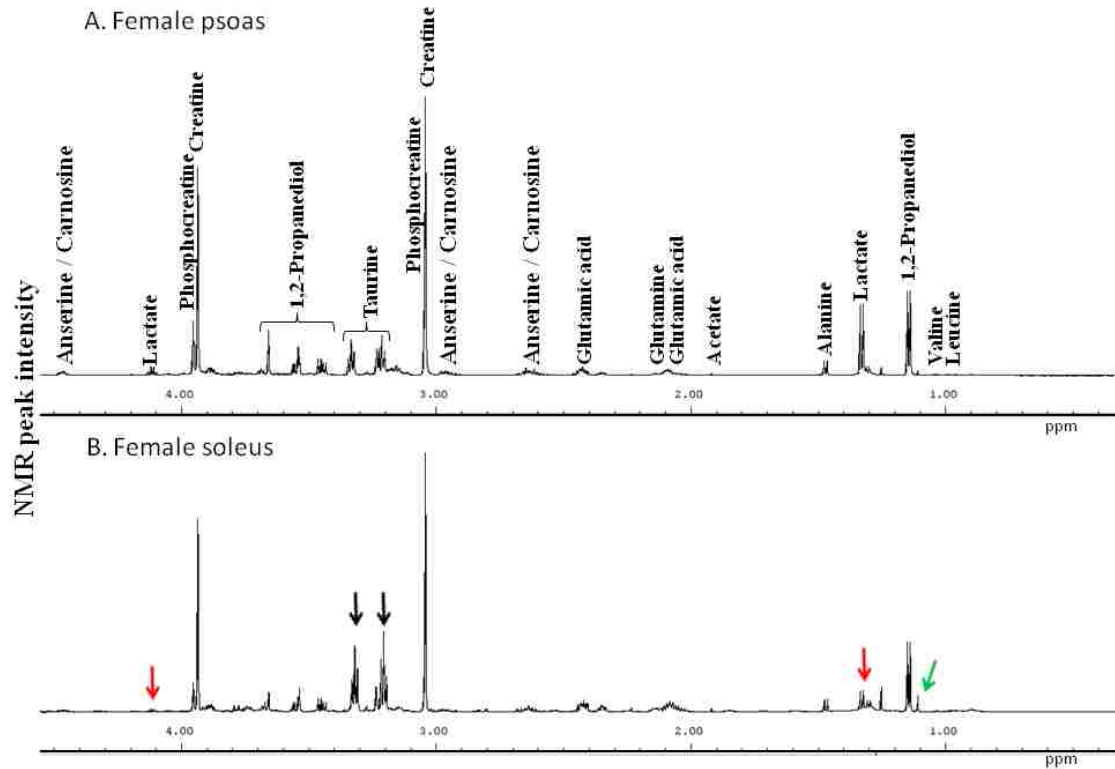 A. Female psoas
Anserine / Carnosine
Lactate
Phosphocreatine
Creatine
1,2-Propanediol
Taurine
Phosphocreatine
Creatine
Anserine / Carnosine
Anserine / Carnosine
Glutamic acid
Glutamine
Glutamic acid
Acetate
Alanine
Lactate
1,2-Propanediol
Valine
Leucine
4.00 3.00 2.00 1.00
ppm
NMR peak intensity
B. Female soleus
4.00 3.00 2.00 1.00
ppm